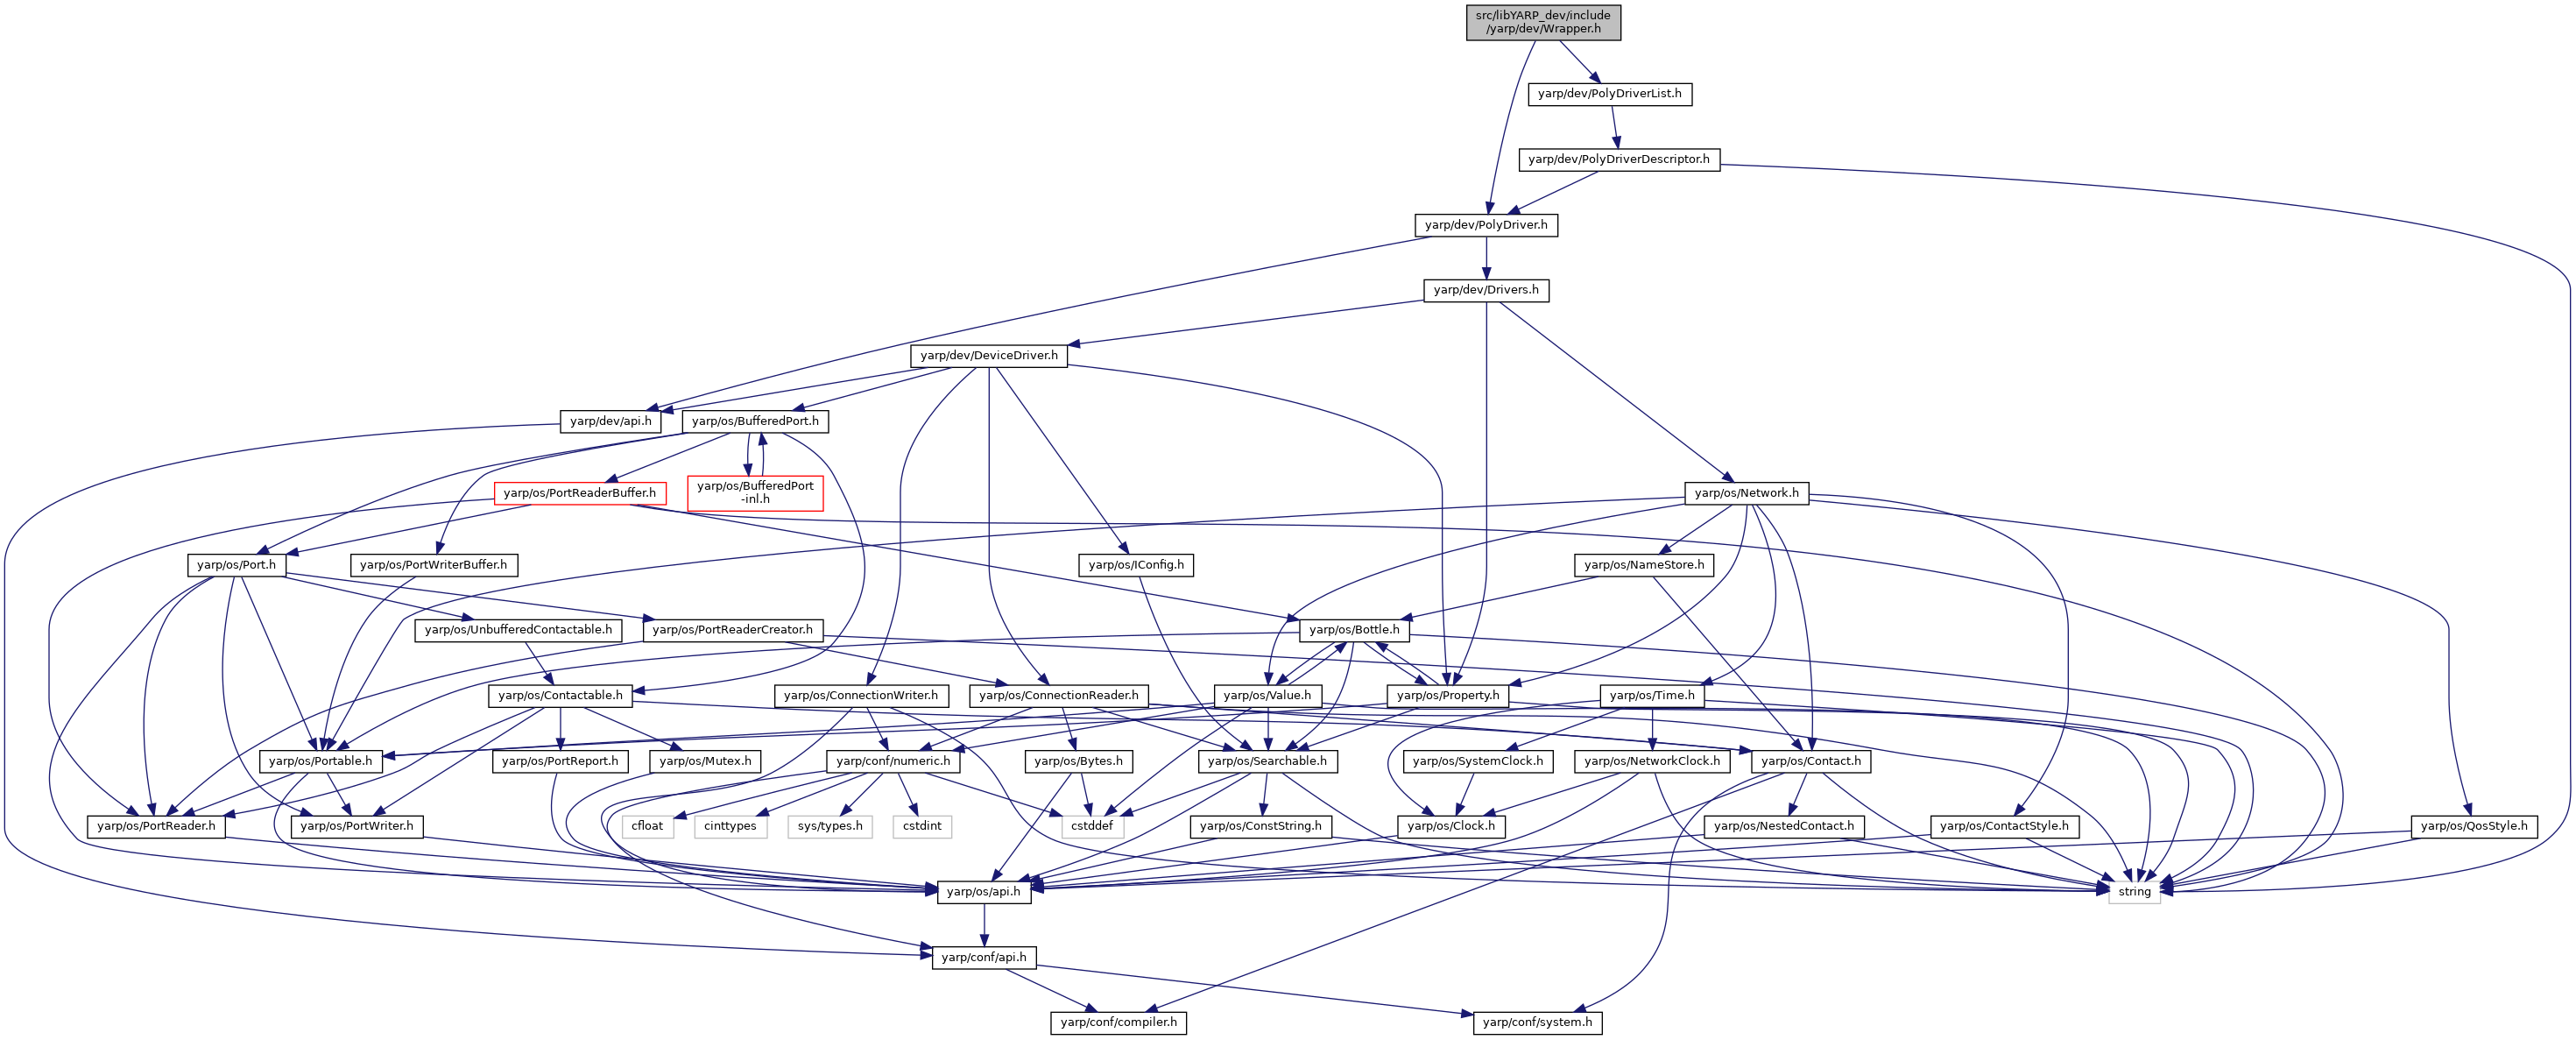 src/libYARP_dev/include
/yarp/dev/Wrapper.h
yarp/dev/PolyDriverList.h
yarp/dev/PolyDriverDescriptor.h
yarp/dev/PolyDriver.h
yarp/dev/Drivers.h
yarp/dev/DeviceDriver.h
yarp/dev/api.h
yarp/os/BufferedPort.h
yarp/os/PortReaderBuffer.h
yarp/os/BufferedPort
-inl.h
yarp/os/Network.h
yarp/os/Port.h
yarp/os/PortWriterBuffer.h
yarp/os/IConfig.h
yarp/os/NameStore.h
yarp/os/UnbufferedContactable.h
yarp/os/PortReaderCreator.h
yarp/os/Bottle.h
yarp/os/Contactable.h
yarp/os/ConnectionWriter.h
yarp/os/ConnectionReader.h
yarp/os/Value.h
yarp/os/Property.h
yarp/os/Time.h
yarp/os/Portable.h
yarp/os/PortReport.h
yarp/os/Mutex.h
yarp/conf/numeric.h
yarp/os/Bytes.h
yarp/os/Searchable.h
yarp/os/SystemClock.h
yarp/os/NetworkClock.h
yarp/os/Contact.h
yarp/os/PortReader.h
yarp/os/PortWriter.h
cfloat
cinttypes
sys/types.h
cstdint
cstddef
yarp/os/ConstString.h
yarp/os/Clock.h
yarp/os/NestedContact.h
yarp/os/ContactStyle.h
yarp/os/QosStyle.h
yarp/os/api.h
string
yarp/conf/api.h
yarp/conf/compiler.h
yarp/conf/system.h